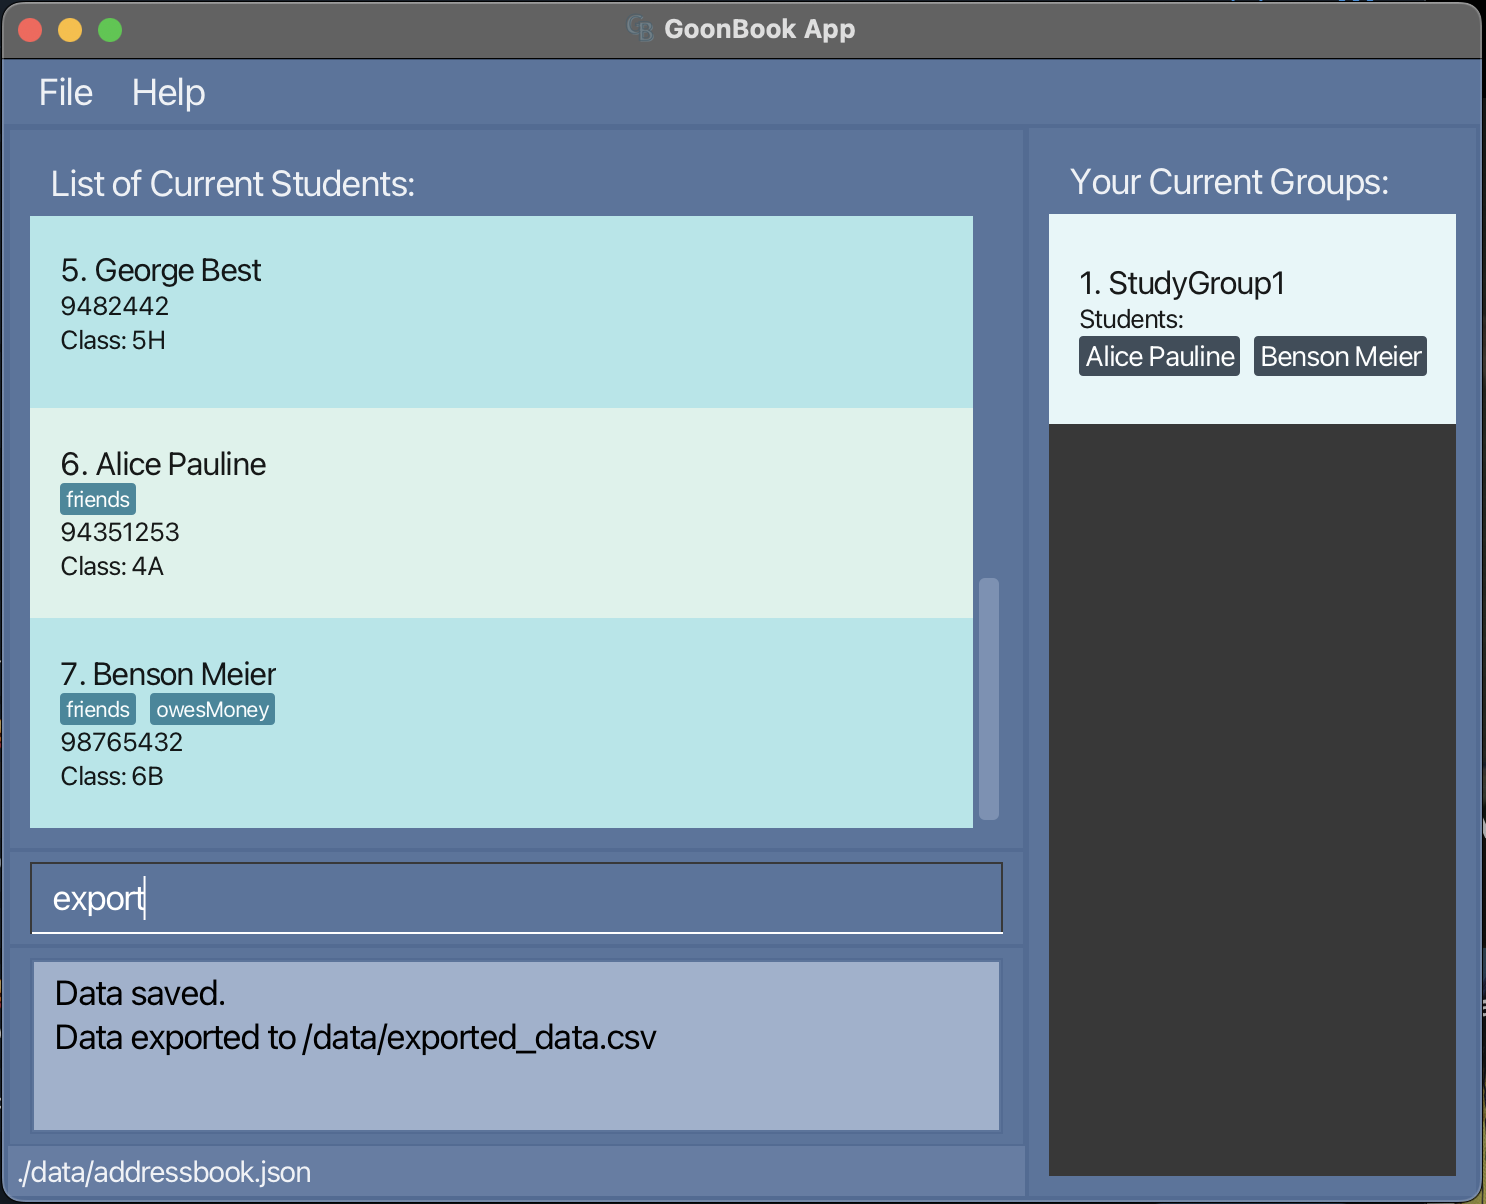 GoonBook App
File Help
List of Current Students:
5. George Best
9482442
Class: 5H
6. Alice Pauline
friends
94351253
Class: 4A
7. Benson Meier
friends owesMoney
98765432
Class: 6B
export
Data saved.
Data exported to /data/exported_data.csv
./data/addressbook.json
Your Current Groups:
1. StudyGroup1
Students:
Alice Pauline Benson Meier